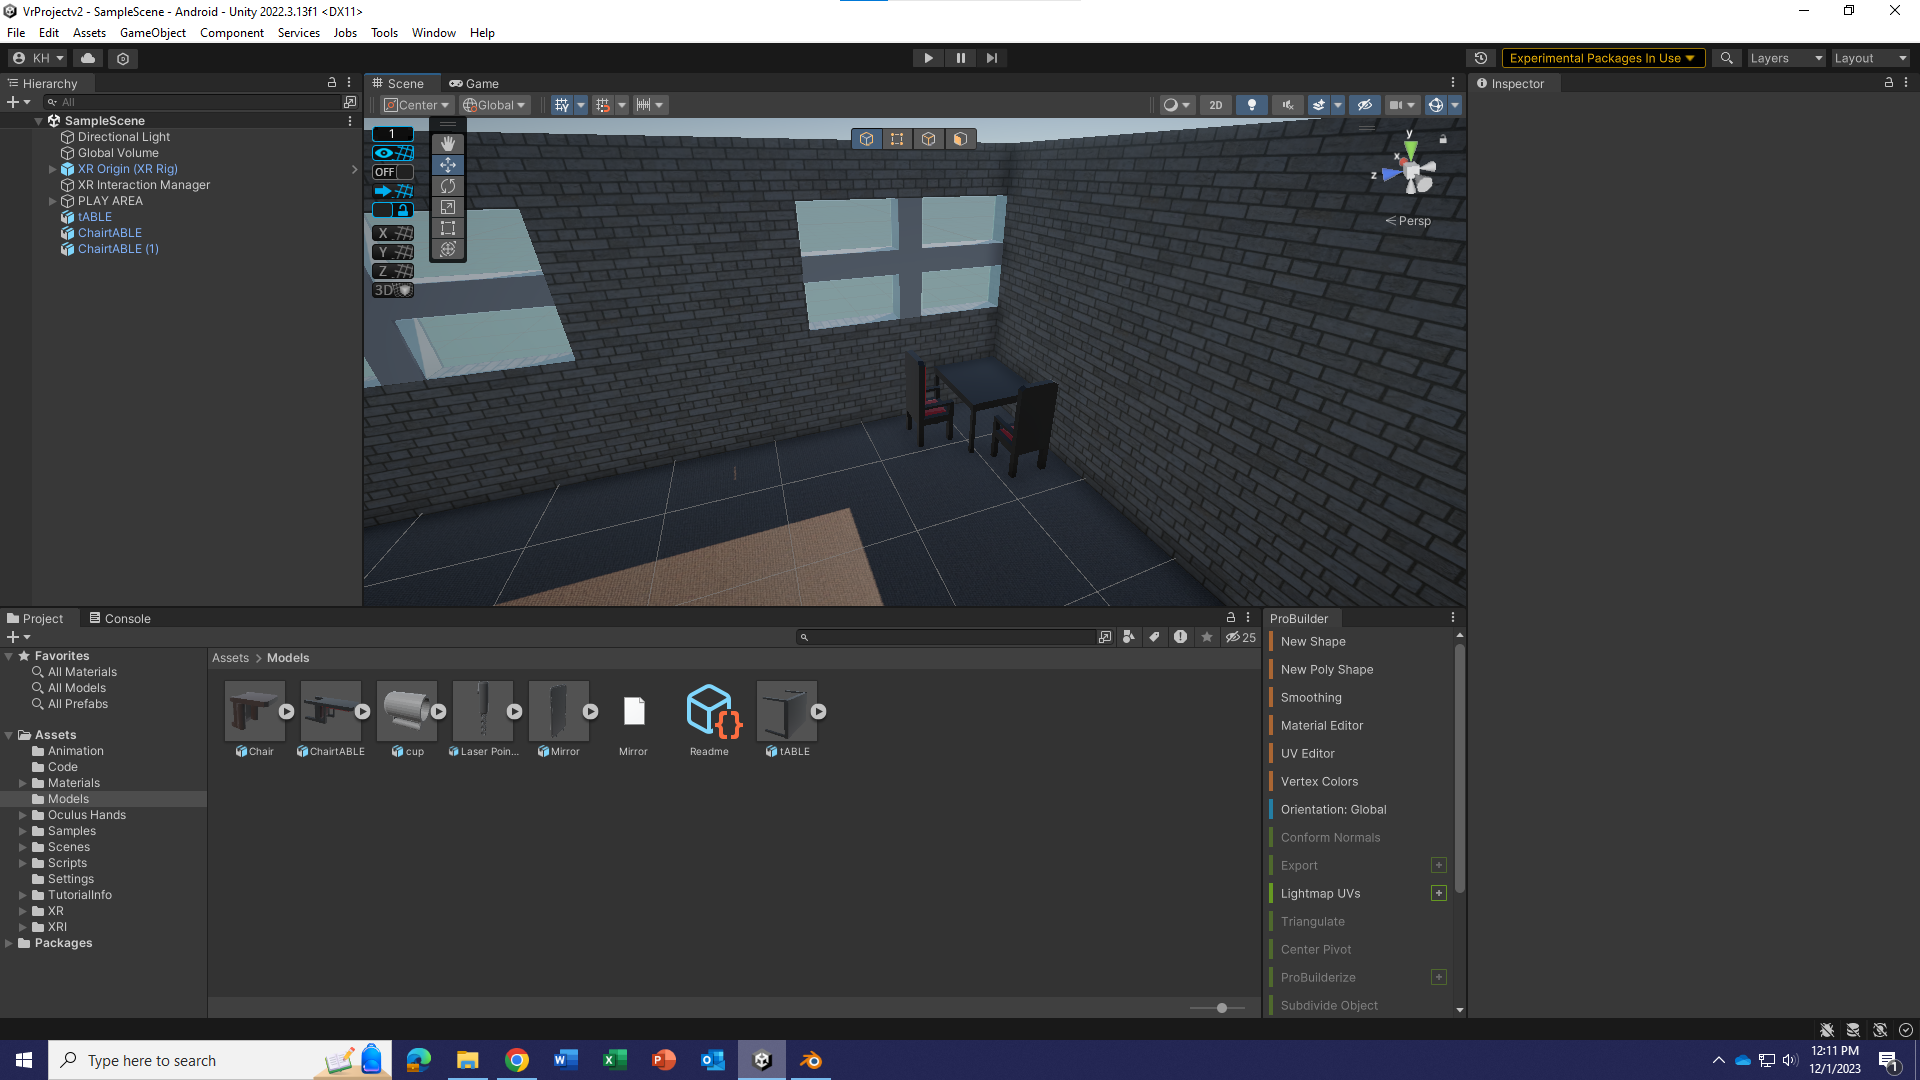 VrProjectv2 - SampleScene - Android - Unity 2022.3.13f1 <DX11>
File Edit Assets GameObject Component Services Jobs Tools Window Help
KH
Experimental Packages In Use
Layers
Layout
Hierarchy
All
SampleScene
Directional Light
Global Volume
XR Origin (XR Rig)
XR Interaction Manager
PLAY AREA
tABLE
ChairtABLE
ChairtABLE (1)
Scene
Game
Center
Global
2D
1
OFF
X
Y
Z
3D
y
x
z
Persp
Inspector
Project
Console
25
Favorites
All Materials
All Models
All Prefabs
Assets
Animation
Code
Materials
Models
Oculus Hands
Samples
Scenes
Scripts
Settings
TutorialInfo
XR
XRI
Packages
Assets > Models
Chair
ChairtABLE
cup
Laser Poin...
Mirror
Mirror
Readme
tABLE
ProBuilder
New Shape
New Poly Shape
Smoothing
Material Editor
UV Editor
Vertex Colors
Orientation: Global
Conform Normals
Export
Lightmap UVs
Triangulate
Center Pivot
ProBuilderize
Subdivide Object
Type here to search
12:11 PM
12/1/2023
1